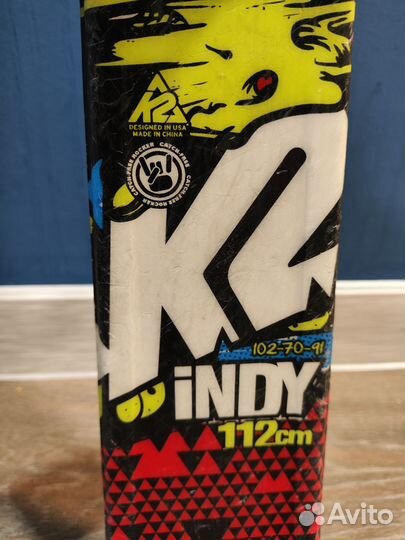 K2
DESIGNED IN USA
MADE IN CHINA
CATCH-FREE ROCKER CATCH-FREE ROCKER
K2
102-70-91
iNDY
112cm
Avito